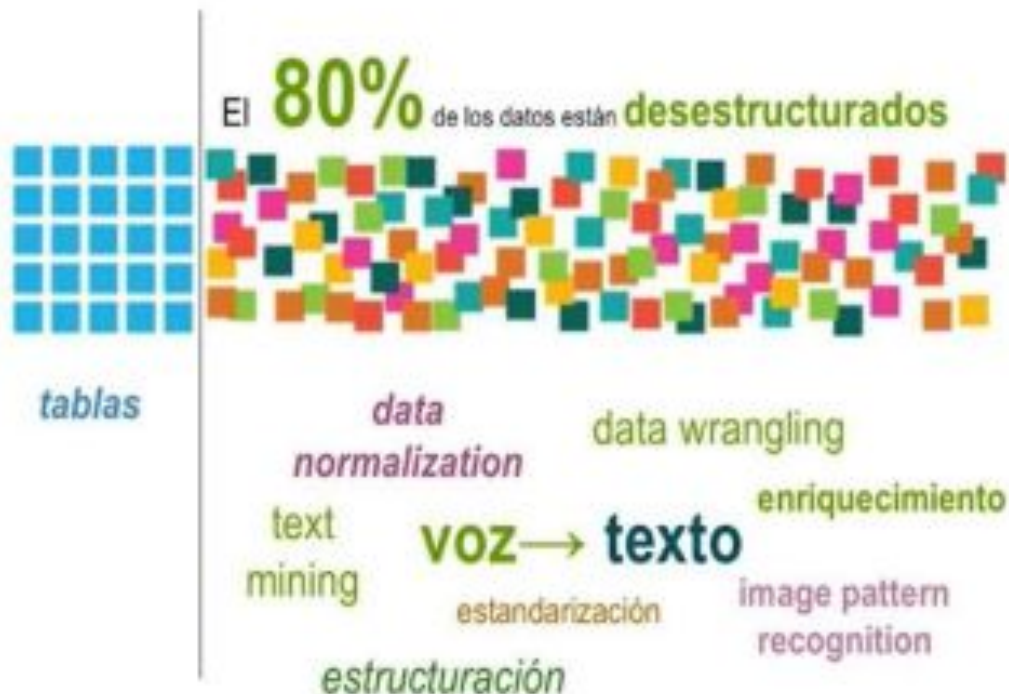 El 80% de los datos están desestructurados
tablas
data
normalization
data wrangling
enriquecimiento
text
mining
voz→ texto
estandarización
image pattern
recognition
estructuración